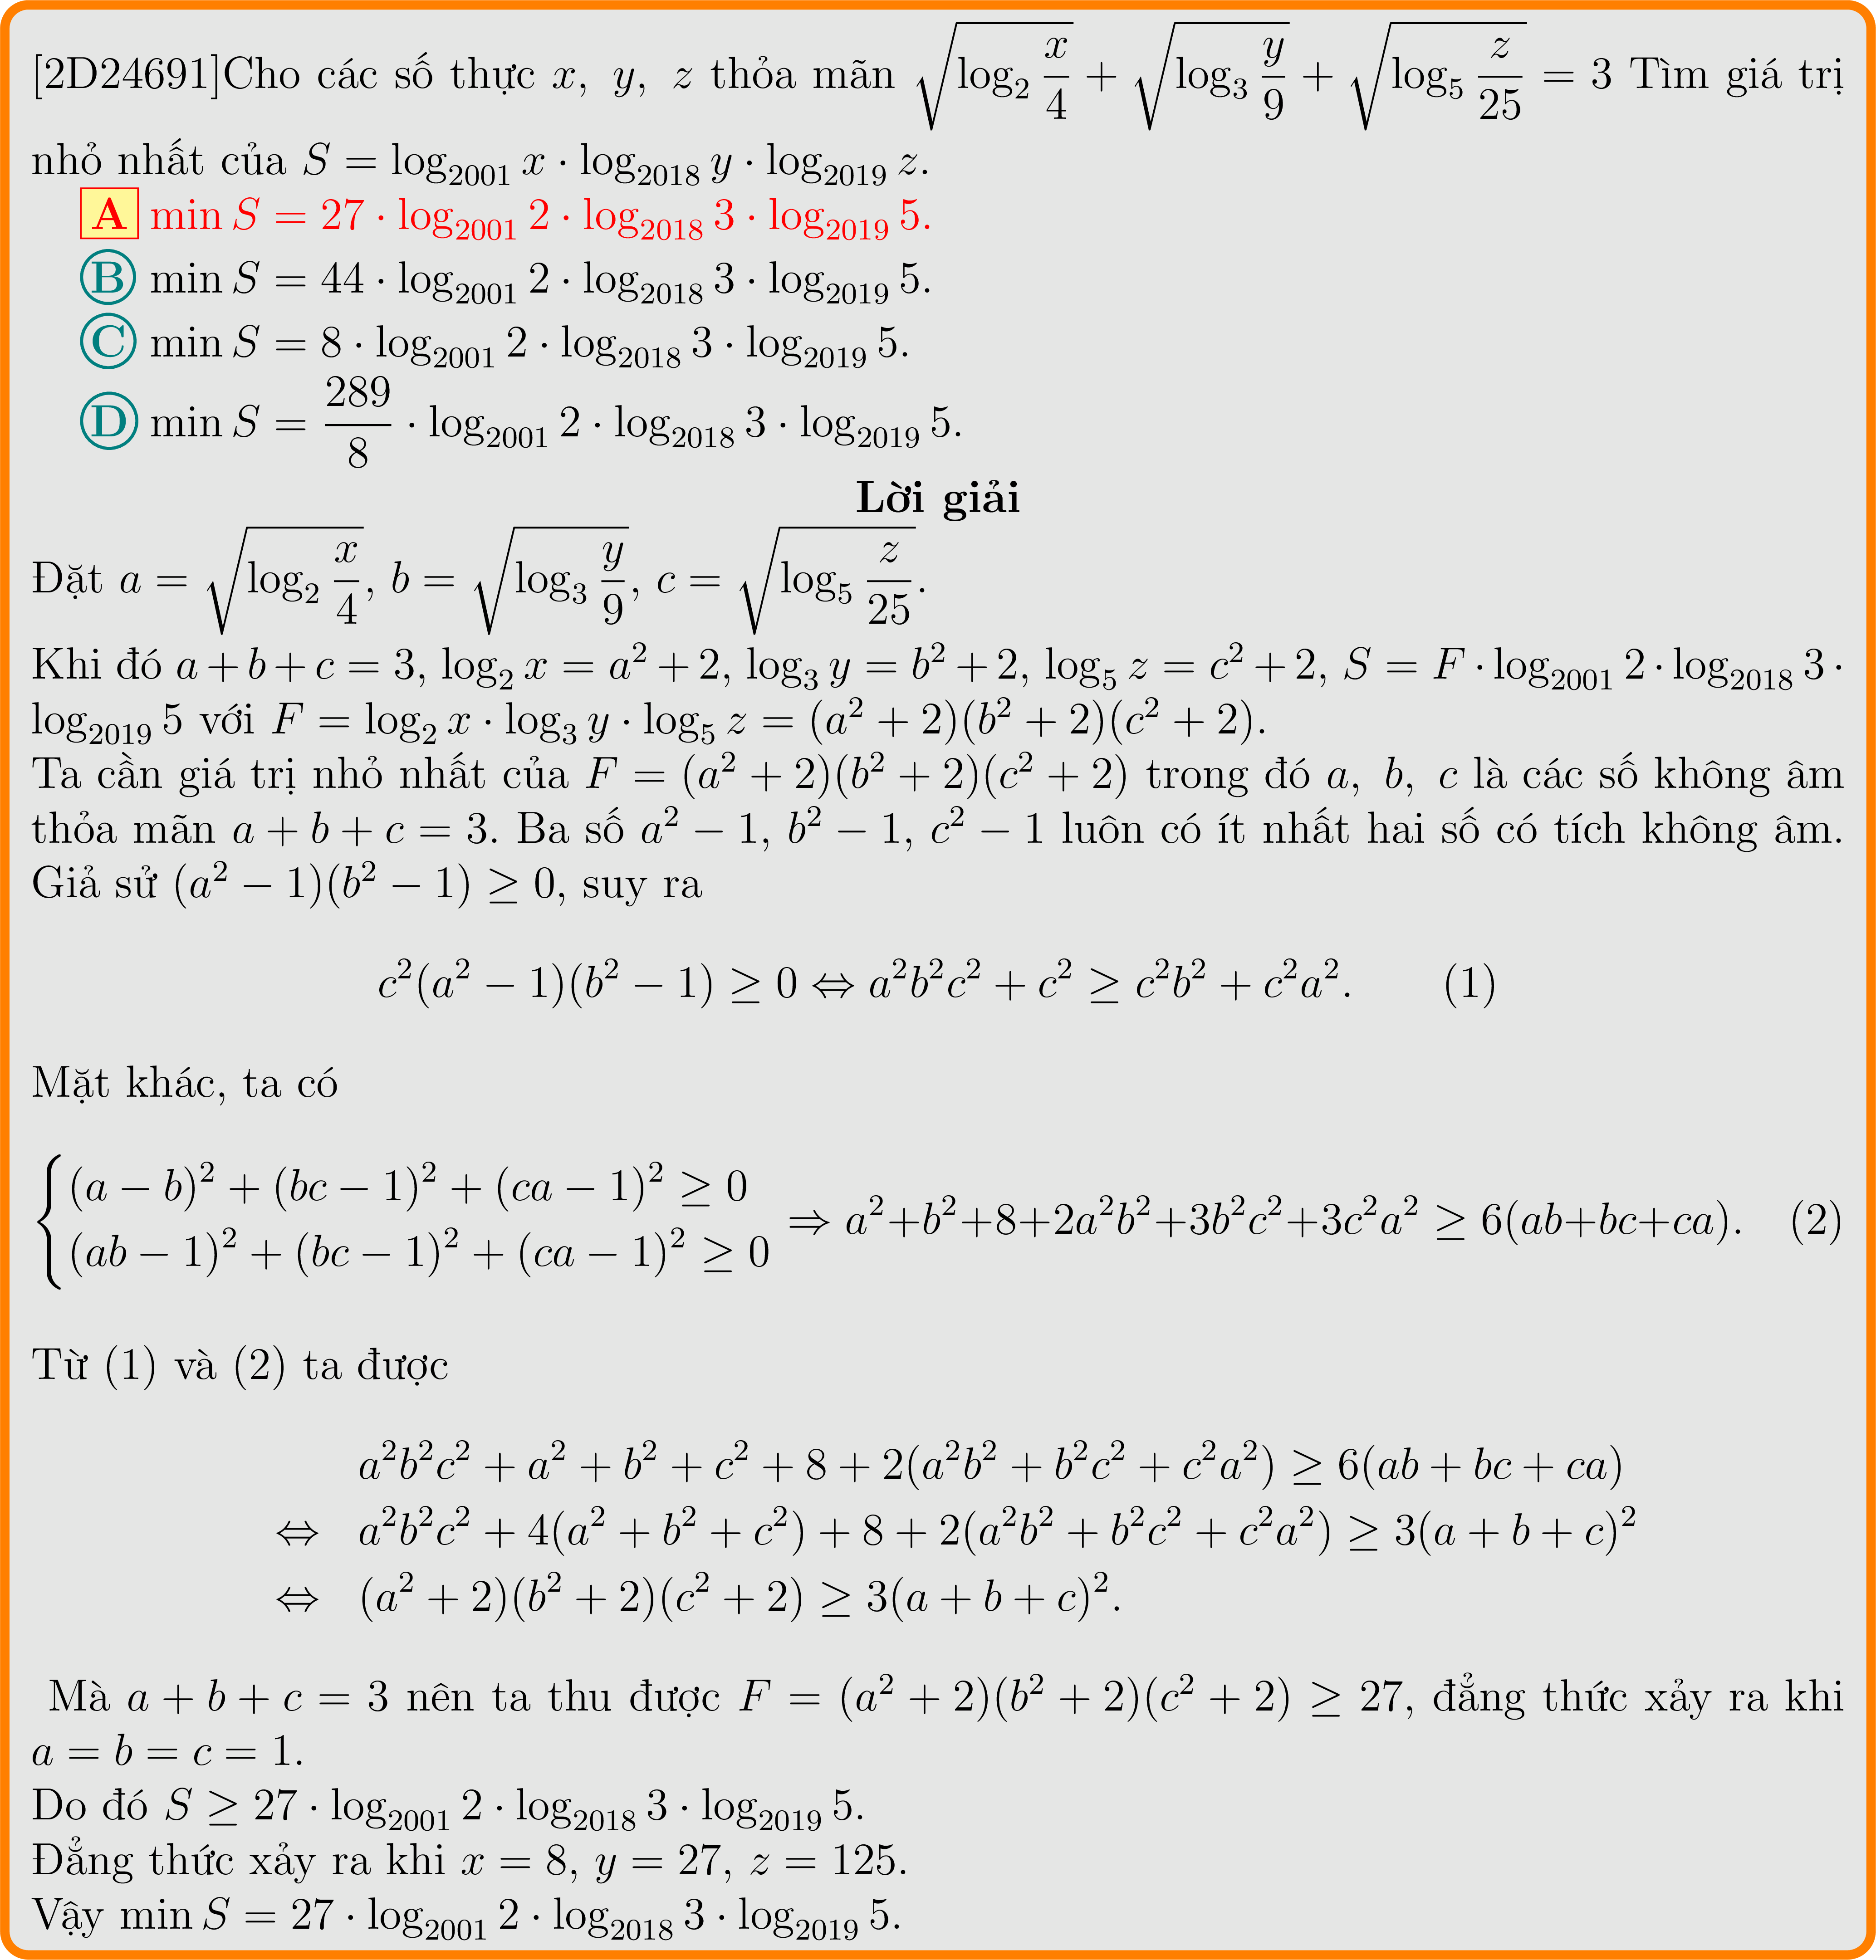 [2D24691]Cho các số thực x, y, z thỏa mãn $\sqrt{\log_2 \frac{x}{4}} + \sqrt{\log_3 \frac{y}{9}} + \sqrt{\log_5 \frac{z}{25}} = 3$ Tìm giá trị
nhỏ nhất của $S = \log_{2001} x \cdot \log_{2018} y \cdot \log_{2019} z$.
A $\min S = 27 \cdot \log_{2001} 2 \cdot \log_{2018} 3 \cdot \log_{2019} 5$.
B $\min S = 44 \cdot \log_{2001} 2 \cdot \log_{2018} 3 \cdot \log_{2019} 5$.
C $\min S = 8 \cdot \log_{2001} 2 \cdot \log_{2018} 3 \cdot \log_{2019} 5$.
D $\min S = \frac{289}{8} \cdot \log_{2001} 2 \cdot \log_{2018} 3 \cdot \log_{2019} 5$.
Lời giải
Đặt $a = \sqrt{\log_2 \frac{x}{4}}$, $b = \sqrt{\log_3 \frac{y}{9}}$, $c = \sqrt{\log_5 \frac{z}{25}}$.
Khi đó $a + b + c = 3$, $\log_2 x = a^2 + 2$, $\log_3 y = b^2 + 2$, $\log_5 z = c^2 + 2$, $S = F \cdot \log_{2001} 2 \cdot \log_{2018} 3 \cdot$
$\log_{2019} 5$ với $F = \log_2 x \cdot \log_3 y \cdot \log_5 z = (a^2 + 2)(b^2 + 2)(c^2 + 2)$.
Ta cần giá trị nhỏ nhất của $F = (a^2 + 2)(b^2 + 2)(c^2 + 2)$ trong đó a, b, c là các số không âm
thỏa mãn $a + b + c = 3$. Ba số $a^2 - 1$, $b^2 - 1$, $c^2 - 1$ luôn có ít nhất hai số có tích không âm.
Giả sử $(a^2 - 1)(b^2 - 1) \geq 0$, suy ra
$c^2(a^2 - 1)(b^2 - 1) \geq 0 \Leftrightarrow a^2b^2c^2 + c^2 \geq c^2b^2 + c^2a^2.$ (1)
Mặt khác, ta có
$\begin{cases} (a - b)^2 + (bc - 1)^2 + (ca - 1)^2 \geq 0 \\ (ab - 1)^2 + (bc - 1)^2 + (ca - 1)^2 \geq 0 \end{cases} \Rightarrow a^2+b^2+8+2a^2b^2+3b^2c^2+3c^2a^2 \geq 6(ab+bc+ca).$ (2)
Từ (1) và (2) ta được
$a^2b^2c^2 + a^2 + b^2 + c^2 + 8 + 2(a^2b^2 + b^2c^2 + c^2a^2) \geq 6(ab + bc + ca)$
$\Leftrightarrow a^2b^2c^2 + 4(a^2 + b^2 + c^2) + 8 + 2(a^2b^2 + b^2c^2 + c^2a^2) \geq 3(a + b + c)^2$
$\Leftrightarrow (a^2 + 2)(b^2 + 2)(c^2 + 2) \geq 3(a + b + c)^2.$
Mà $a + b + c = 3$ nên ta thu được $F = (a^2 + 2)(b^2 + 2)(c^2 + 2) \geq 27$, đẳng thức xảy ra khi
$a = b = c = 1$.
Do đó $S \geq 27 \cdot \log_{2001} 2 \cdot \log_{2018} 3 \cdot \log_{2019} 5$.
Đẳng thức xảy ra khi $x = 8$, $y = 27$, $z = 125$.
Vậy $\min S = 27 \cdot \log_{2001} 2 \cdot \log_{2018} 3 \cdot \log_{2019} 5$.